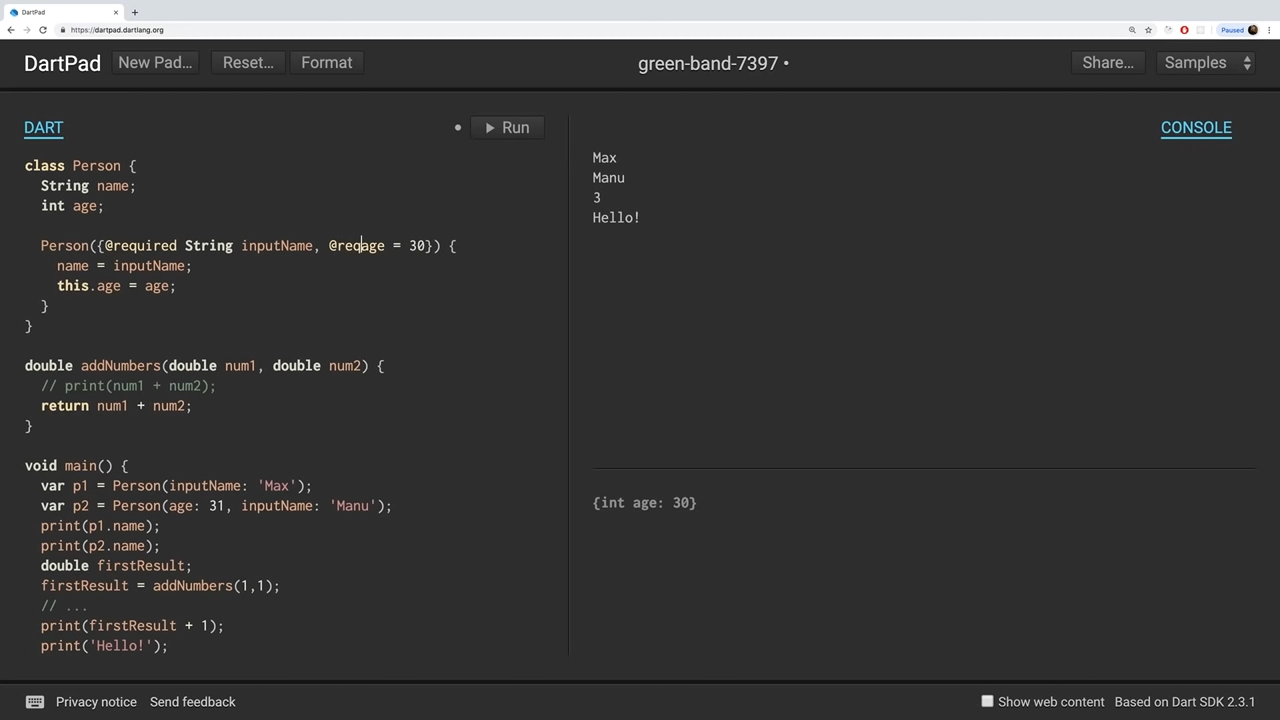 DartPad
https://dartpad.dartlang.org
Paused
DartPad
New Pad...
Reset...
Format
green-band-7397 •
Share...
Samples
DART
Run
CONSOLE
class Person {
  String name;
  int age;
  Person({@required String inputName, @reqage = 30}) {
    name = inputName;
    this.age = age;
  }
}
double addNumbers(double num1, double num2) {
  // print(num1 + num2);
  return num1 + num2;
}
void main() {
  var p1 = Person(inputName: 'Max');
  var p2 = Person(age: 31, inputName: 'Manu');
  print(p1.name);
  print(p2.name);
  double firstResult;
  firstResult = addNumbers(1,1);
  // ...
  print(firstResult + 1);
  print('Hello!');
Max
Manu
3
Hello!
{int age: 30}
Privacy notice
Send feedback
Show web content
Based on Dart SDK 2.3.1